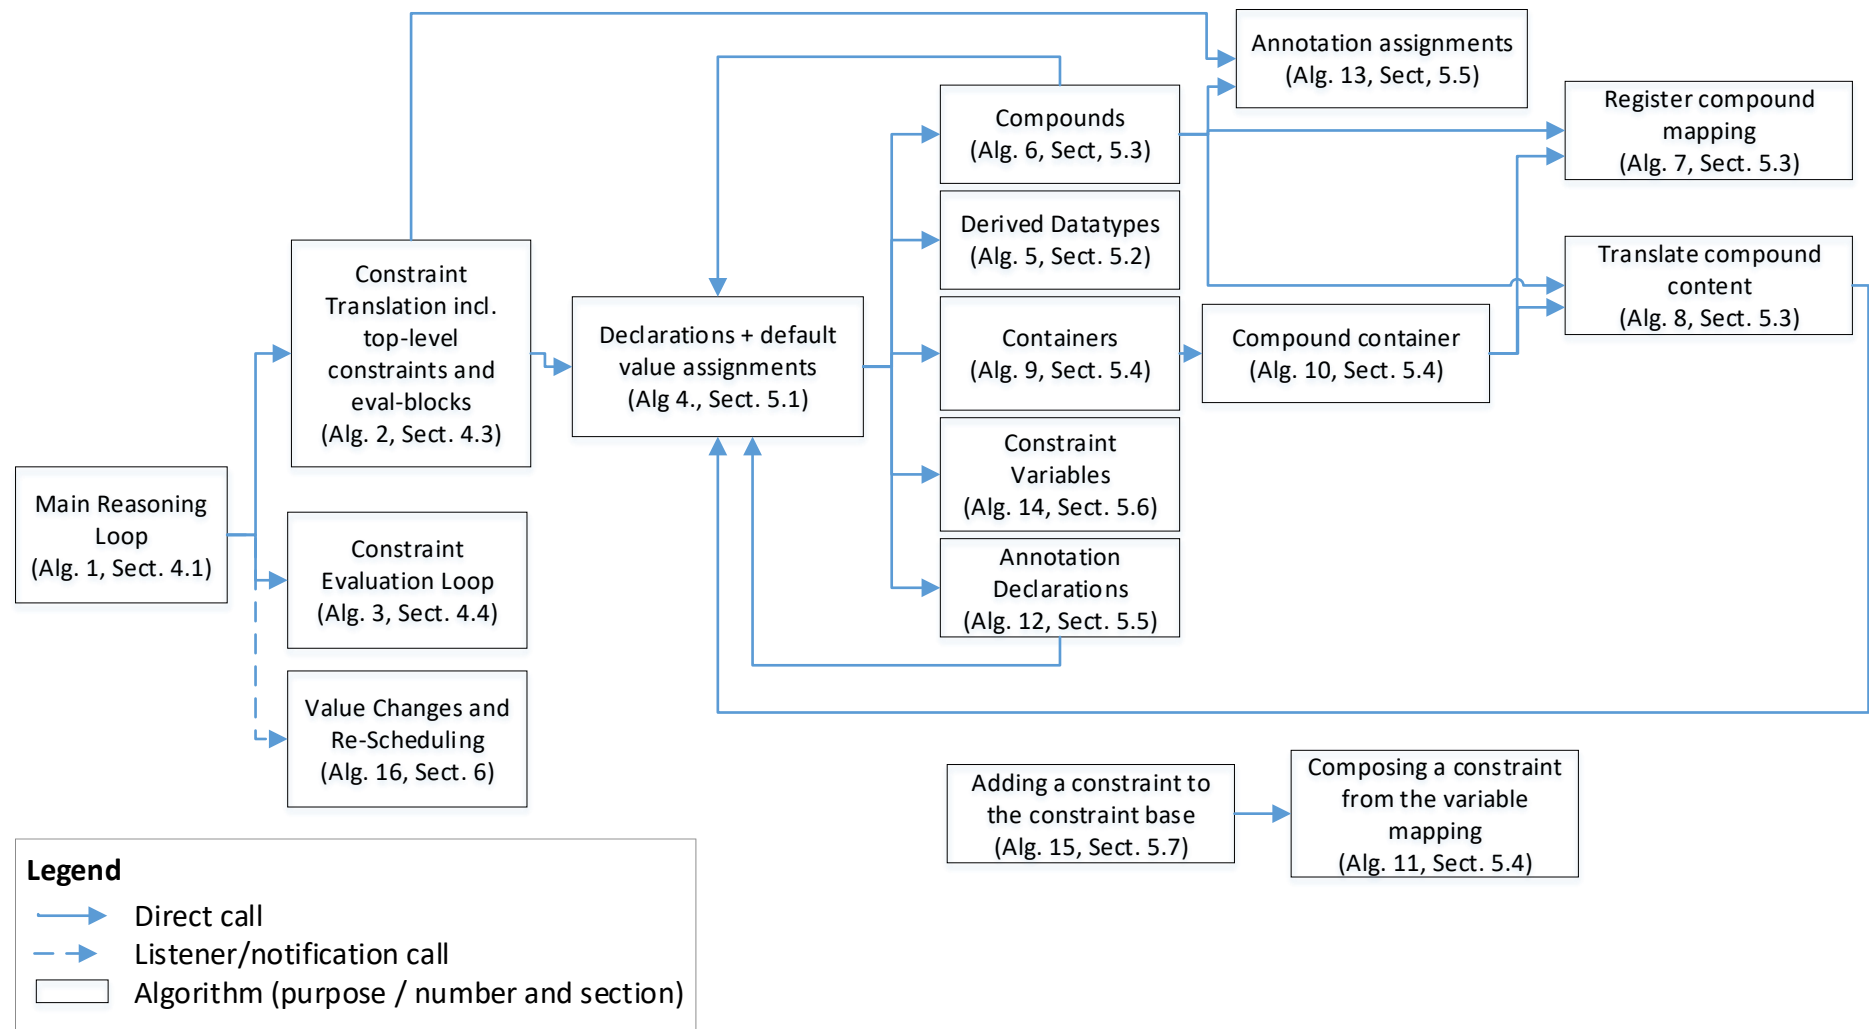 Annotation assignments
(Alg. 13, Sect, 5.5)
Compounds
(Alg. 6, Sect, 5.3)
Register compound
mapping
(Alg. 7, Sect. 5.3)
Derived Datatypes
(Alg. 5, Sect. 5.2)
Translate compound
content
(Alg. 8, Sect. 5.3)
Constraint
Translation incl.
top-level
constraints and
eval-blocks
(Alg. 2, Sect. 4.3)
Declarations + default
value assignments
(Alg 4., Sect. 5.1)
Containers
(Alg. 9, Sect. 5.4)
Compound container
(Alg. 10, Sect. 5.4)
Constraint
Variables
(Alg. 14, Sect. 5.6)
Main Reasoning
Loop
(Alg. 1, Sect. 4.1)
Constraint
Evaluation Loop
(Alg. 3, Sect. 4.4)
Annotation
Declarations
(Alg. 12, Sect. 5.5)
Value Changes and
Re-Scheduling
(Alg. 16, Sect. 6)
Adding a constraint to
the constraint base
(Alg. 15, Sect. 5.7)
Composing a constraint
from the variable
mapping
(Alg. 11, Sect. 5.4)
Legend
Direct call
Listener/notification call
Algorithm (purpose / number and section)